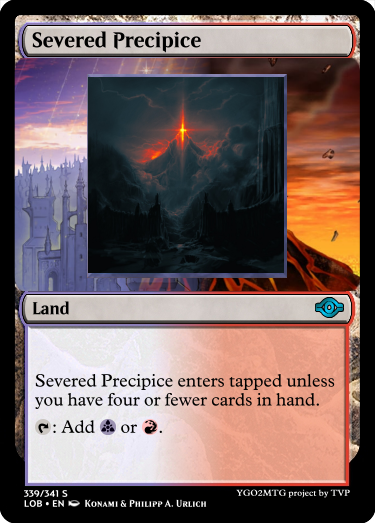 Severed Precipice
Land
Severed Precipice enters tapped unless
you have four or fewer cards in hand.
: Add or .
339/341 S
LOB • EN KONAMI & PHILIPP A. URLICH
YGO2MTG project by TVP